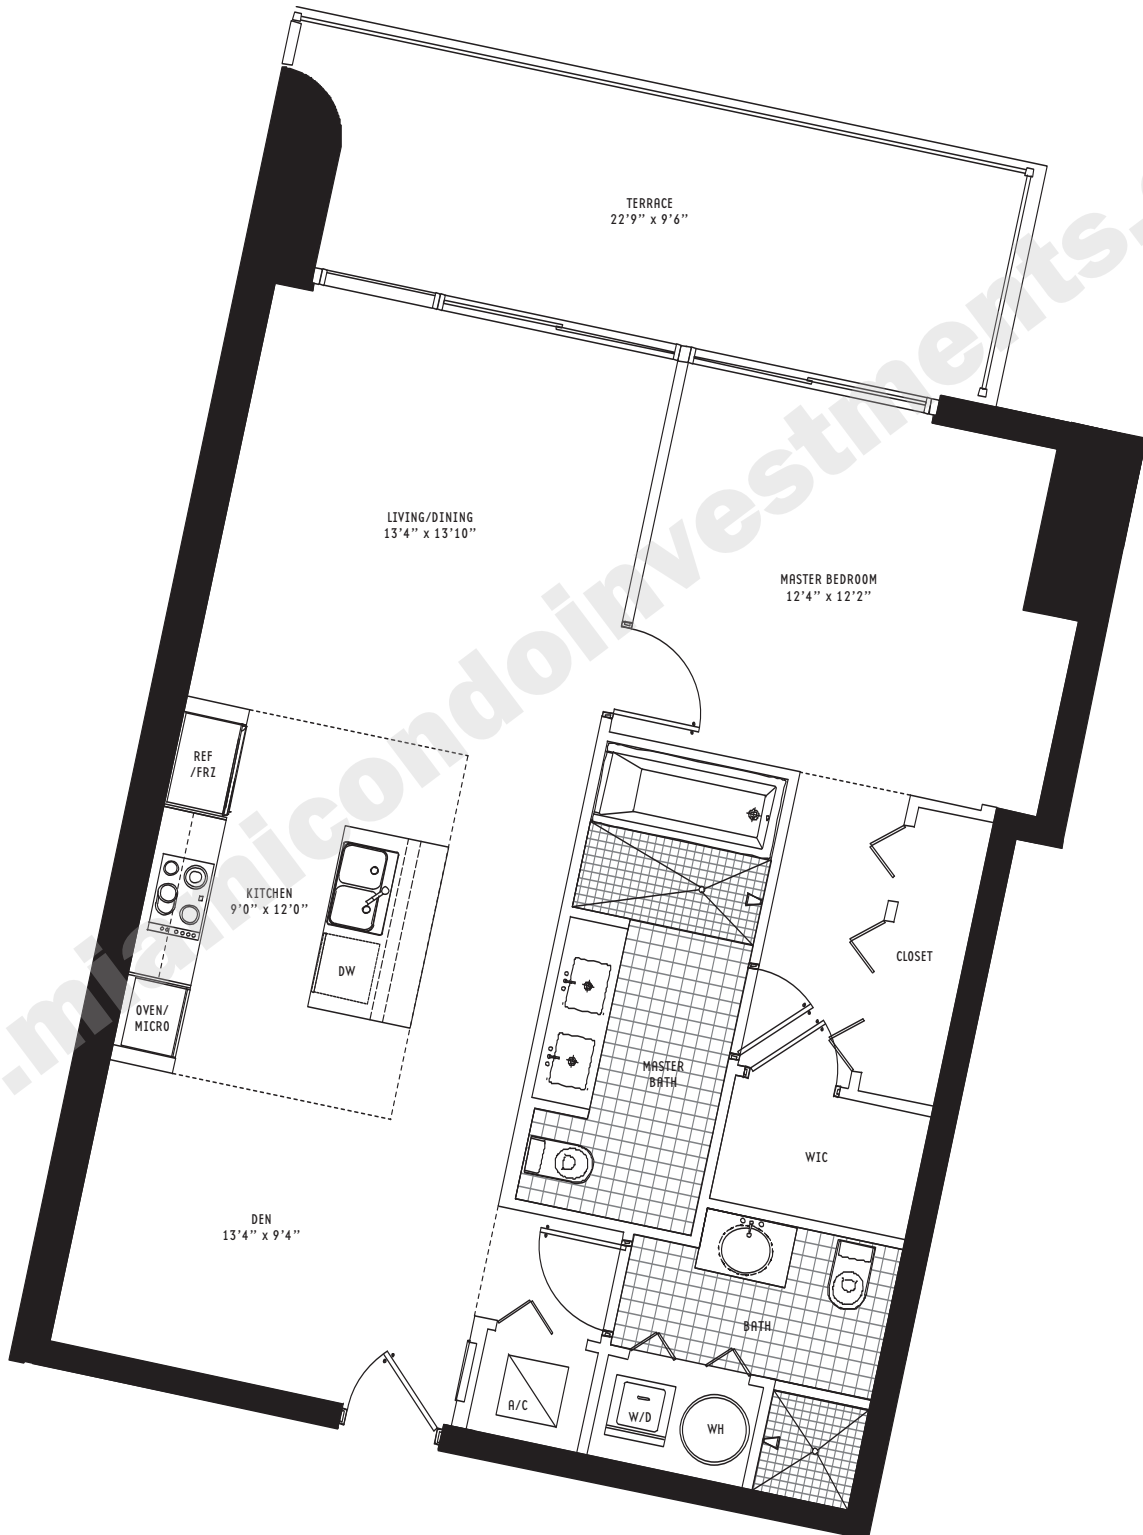 TERRACE
22'9” x 9'6”
LIVING/DINING
13'4” x 13'10”
MASTER BEDROOM
12'4” x 12'2”
REF
/FRZ
KITCHEN
9'0” x 12'0”
DW
OVEN/
MICRO
CLOSET
MASTER
BATH
WIC
DEN
13'4” x 9'4”
BATH
A/C
W/D
WH
.miamicondoinvestments.